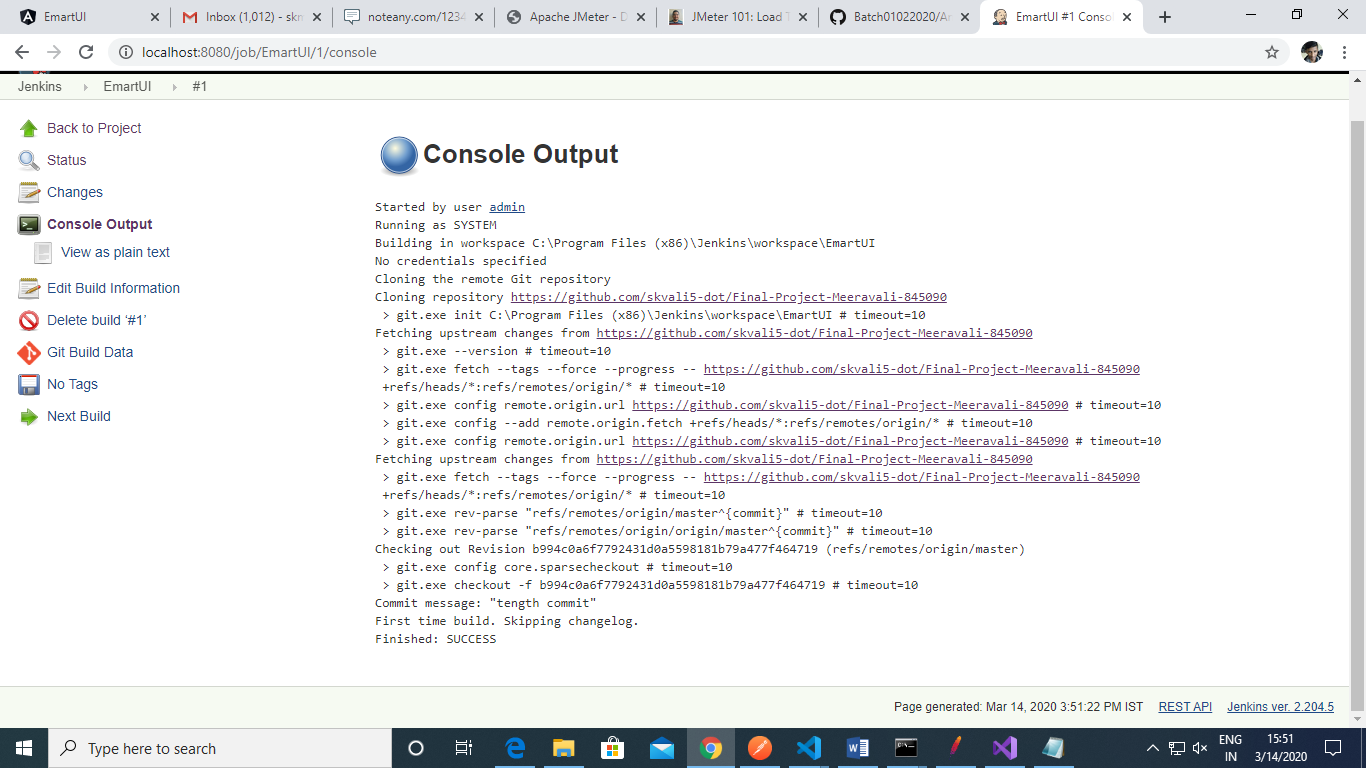 EmartUI
Inbox (1,012) - skm
noteany.com/1234
Apache JMeter - D
JMeter 101: Load T
Batch01022020/An
EmartUI #1 Conso
localhost:8080/job/EmartUI/1/console
Jenkins EmartUI #1
Back to Project
Status
Changes
Console Output
View as plain text
Edit Build Information
Delete build ‘#1’
Git Build Data
No Tags
Next Build
Console Output
Started by user admin
Running as SYSTEM
Building in workspace C:\Program Files (x86)\Jenkins\workspace\EmartUI
No credentials specified
Cloning the remote Git repository
Cloning repository https://github.com/skvali5-dot/Final-Project-Meeravali-845090
> git.exe init C:\Program Files (x86)\Jenkins\workspace\EmartUI # timeout=10
Fetching upstream changes from https://github.com/skvali5-dot/Final-Project-Meeravali-845090
> git.exe --version # timeout=10
> git.exe fetch --tags --force --progress -- https://github.com/skvali5-dot/Final-Project-Meeravali-845090
+refs/heads/*:refs/remotes/origin/* # timeout=10
> git.exe config remote.origin.url https://github.com/skvali5-dot/Final-Project-Meeravali-845090 # timeout=10
> git.exe config --add remote.origin.fetch +refs/heads/*:refs/remotes/origin/* # timeout=10
> git.exe config remote.origin.url https://github.com/skvali5-dot/Final-Project-Meeravali-845090 # timeout=10
Fetching upstream changes from https://github.com/skvali5-dot/Final-Project-Meeravali-845090
> git.exe fetch --tags --force --progress -- https://github.com/skvali5-dot/Final-Project-Meeravali-845090
+refs/heads/*:refs/remotes/origin/* # timeout=10
> git.exe rev-parse "refs/remotes/origin/master^{commit}" # timeout=10
> git.exe rev-parse "refs/remotes/origin/origin/master^{commit}" # timeout=10
Checking out Revision b994c0a6f7792431d0a5598181b79a477f464719 (refs/remotes/origin/master)
> git.exe config core.sparsecheckout # timeout=10
> git.exe checkout -f b994c0a6f7792431d0a5598181b79a477f464719 # timeout=10
Commit message: "tength commit"
First time build. Skipping changelog.
Finished: SUCCESS
Page generated: Mar 14, 2020 3:51:22 PM IST REST API Jenkins ver. 2.204.5
Type here to search
ENG
IN
15:51
3/14/2020